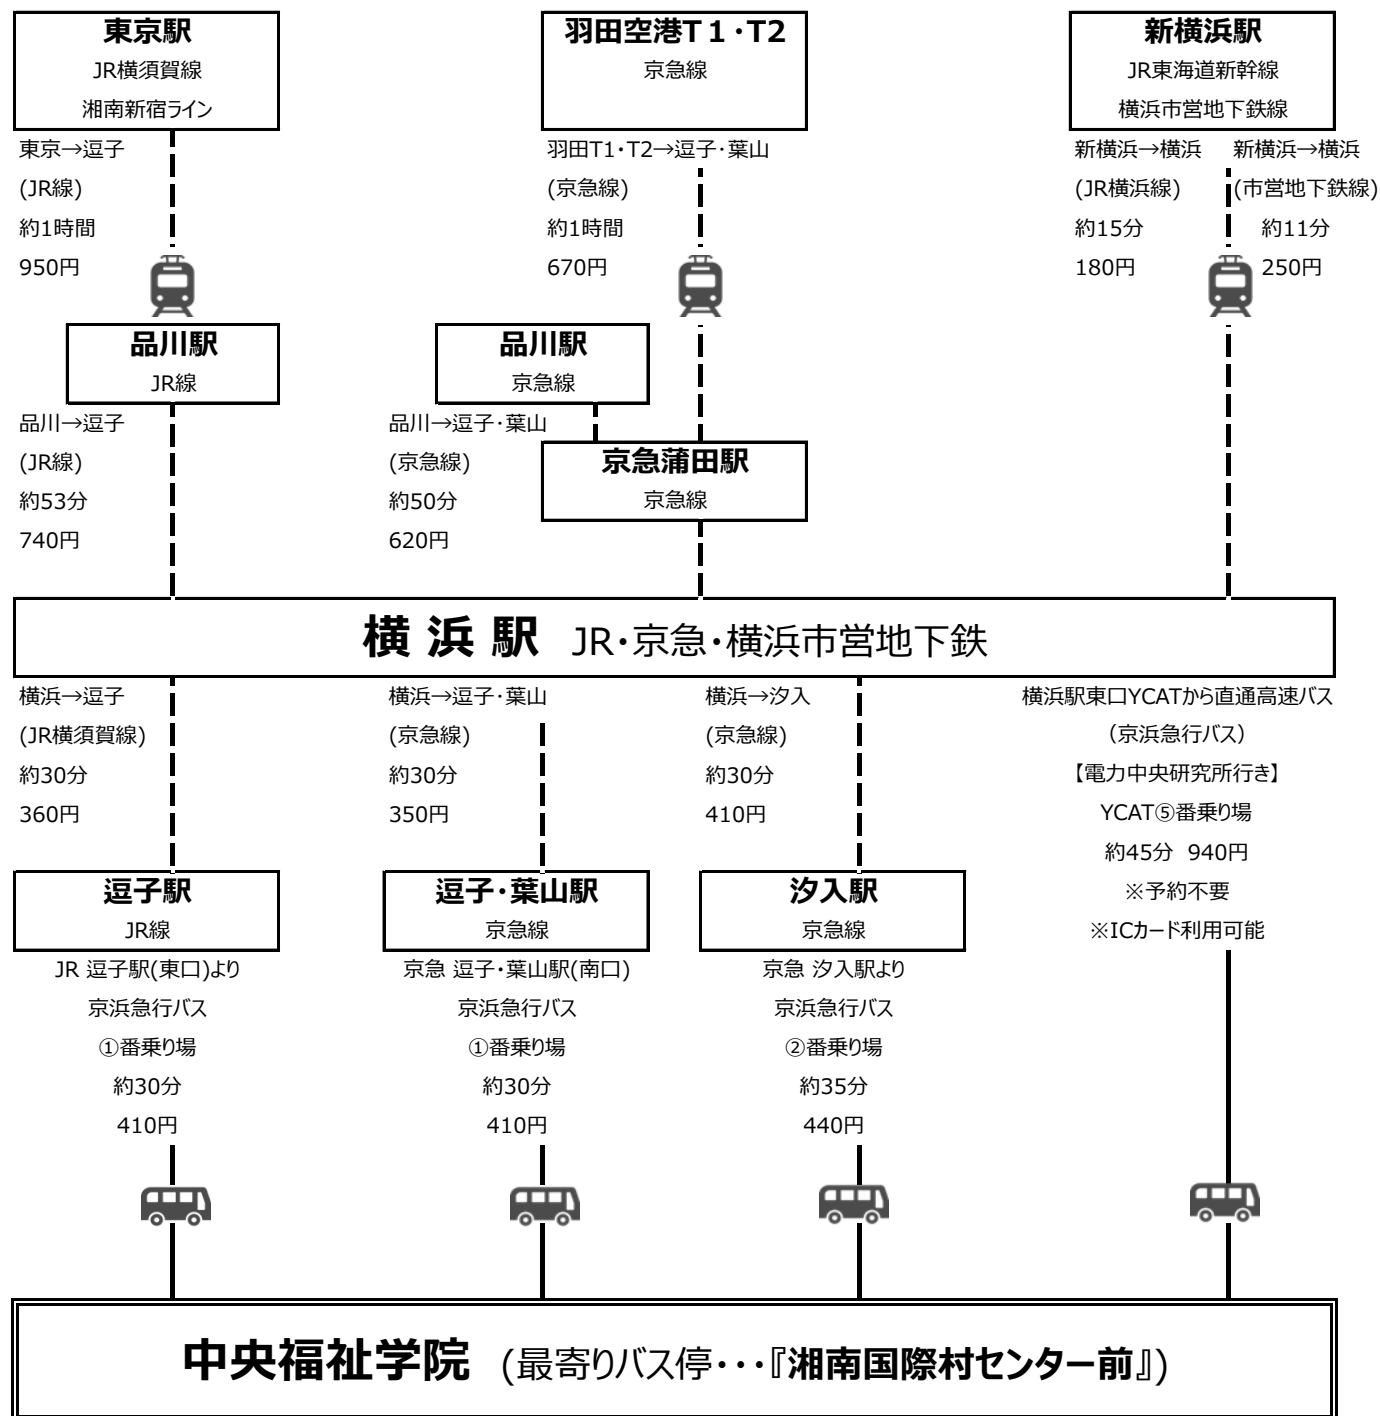 東京駅
JR横須賀線
湘南新宿ライン
東京→逗子
(JR線)
約1時間
950円
羽田空港T１・T2
京急線
羽田T1・T2→逗子・葉山
(京急線)
約1時間
670円
新横浜駅
JR東海道新幹線
横浜市営地下鉄線
新横浜→横浜
(JR横浜線)
約15分
180円
新横浜→横浜
(市営地下鉄線)
約11分
250円
品川駅
JR線
品川→逗子
(JR線)
約53分
740円
品川駅
京急線
品川→逗子・葉山
(京急線)
約50分
620円
京急蒲田駅
京急線
横 浜 駅 JR・京急・横浜市営地下鉄
横浜→逗子
(JR横須賀線)
約30分
360円
横浜→逗子・葉山
(京急線)
約30分
350円
横浜→汐入
(京急線)
約30分
410円
横浜駅東口YCATから直通高速バス
（京浜急行バス）
【電力中央研究所行き】
YCAT⑤番乗り場
約45分 940円
※予約不要
※ICカード利用可能
逗子駅
JR線
JR 逗子駅(東口)より
京浜急行バス
①番乗り場
約30分
410円
逗子・葉山駅
京急線
京急 逗子・葉山駅(南口)
京浜急行バス
①番乗り場
約30分
410円
汐入駅
京急線
京急 汐入駅より
京浜急行バス
②番乗り場
約35分
440円
中央福祉学院 (最寄りバス停・・・『湘南国際村センター前』)